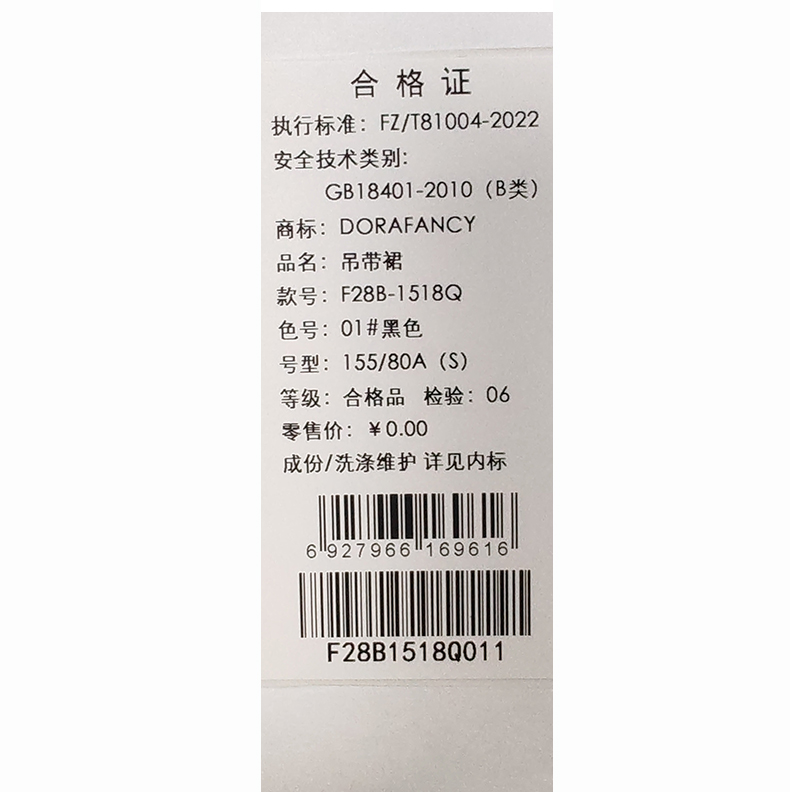 合格证
执行标准：FZ/T81004-2022
安全技术类别:
GB18401-2010（B类）
商标：DORAFANCY
品名：吊带裙
款号：F28B-1518Q
色号：01#黑色
号型：155/80A（S）
等级：合格品 检验：06
零售价：￥0.00
成份/洗涤维护 详见内标
6 927966 169616
F28B1518Q011